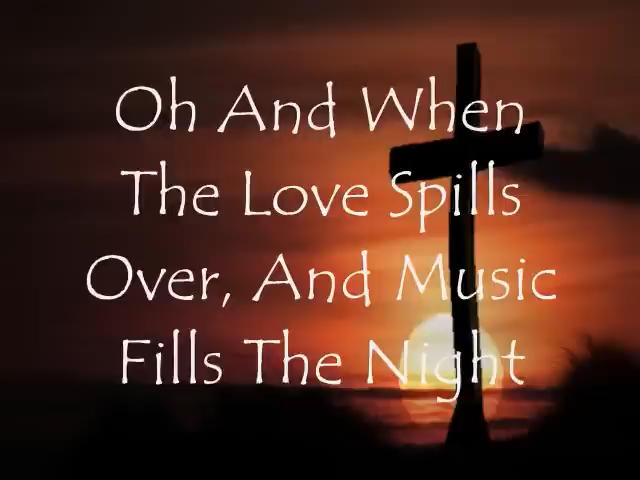 Oh And When
The Love Spills
Over, And Music
Fills The Night